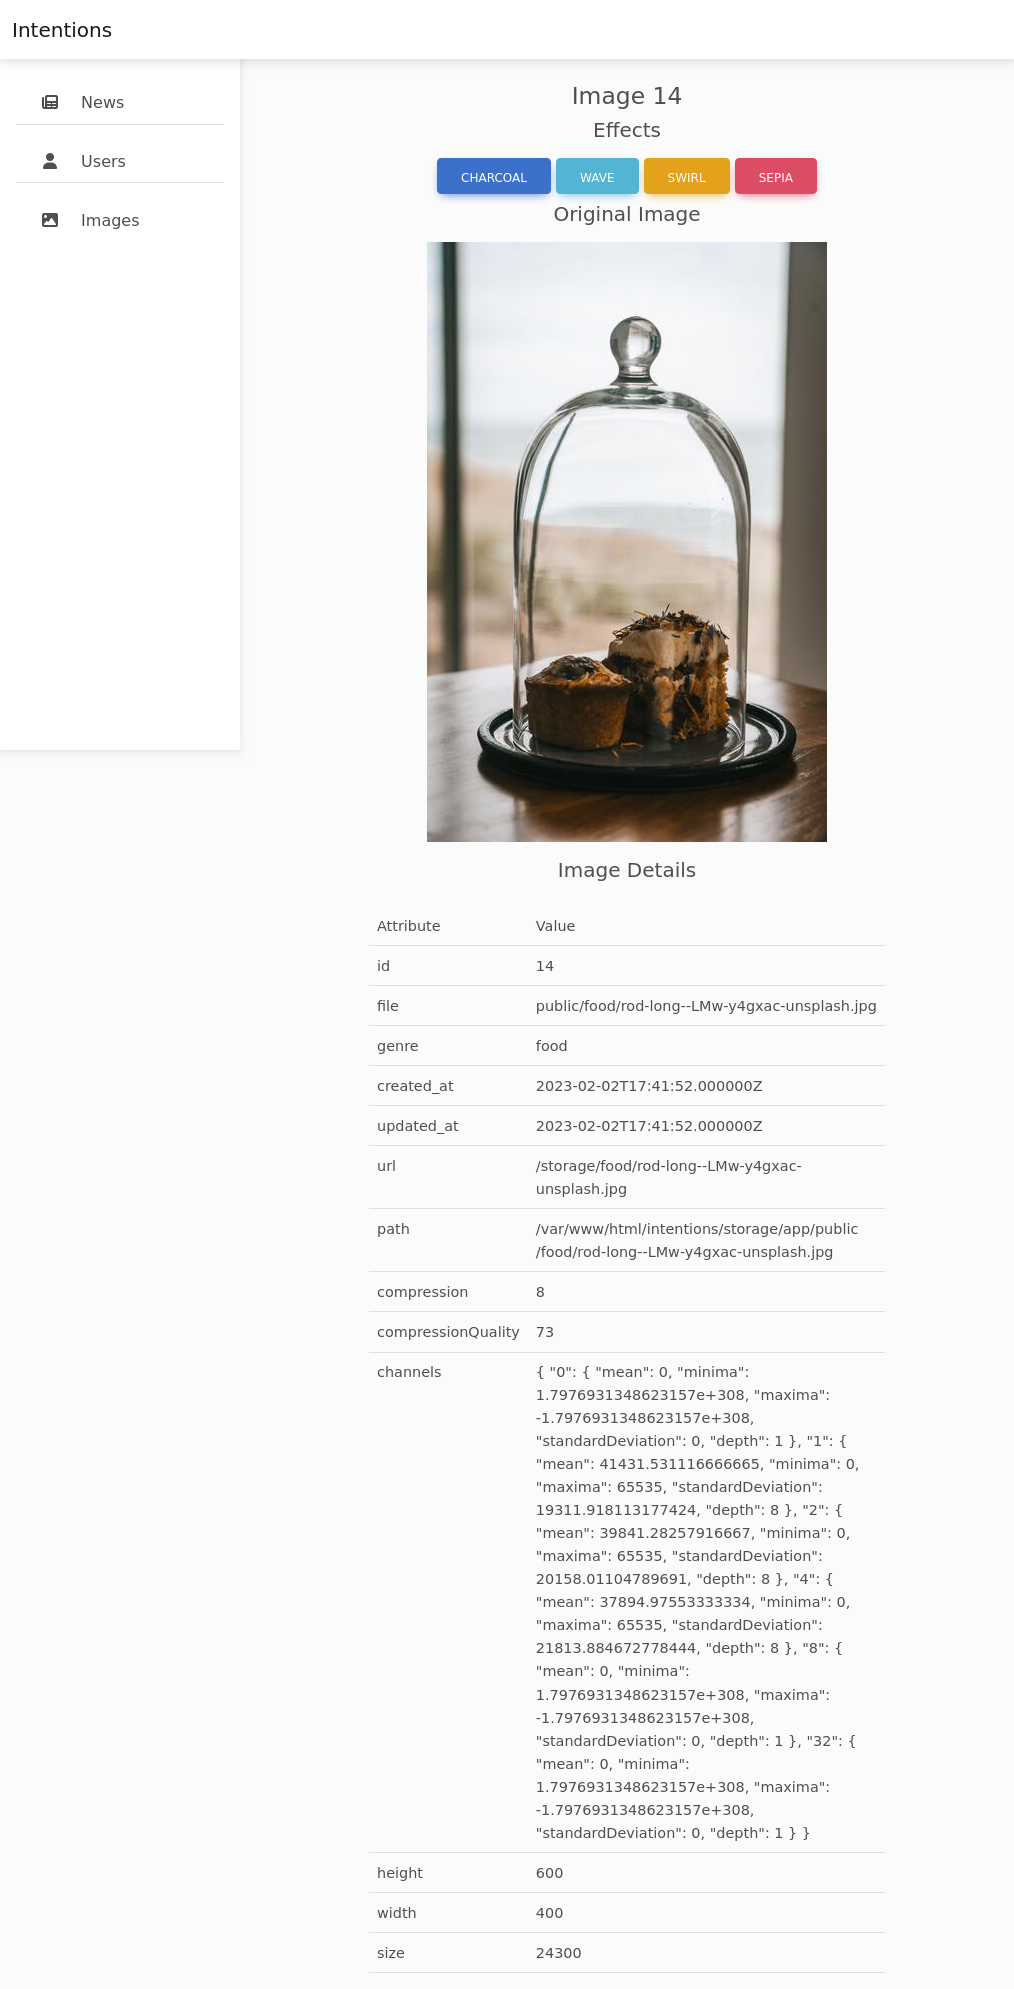 Intentions
News
Users
Images
Image 14
Effects
CHARCOAL WAVE SWIRL SEPIA
Original Image
Image Details
Attribute Value
id 14
file public/food/rod-long--LMw-y4gxac-unsplash.jpg
genre food
created_at 2023-02-02T17:41:52.000000Z
updated_at 2023-02-02T17:41:52.000000Z
url /storage/food/rod-long--LMw-y4gxac-
unsplash.jpg
path /var/www/html/intentions/storage/app/public
/food/rod-long--LMw-y4gxac-unsplash.jpg
compression 8
compressionQuality 73
channels { "0": { "mean": 0, "minima":
1.7976931348623157e+308, "maxima":
-1.7976931348623157e+308,
"standardDeviation": 0, "depth": 1 }, "1": {
"mean": 41431.531116666665, "minima": 0,
"maxima": 65535, "standardDeviation":
19311.918113177424, "depth": 8 }, "2": {
"mean": 39841.28257916667, "minima": 0,
"maxima": 65535, "standardDeviation":
20158.01104789691, "depth": 8 }, "4": {
"mean": 37894.97553333334, "minima": 0,
"maxima": 65535, "standardDeviation":
21813.884672778444, "depth": 8 }, "8": {
"mean": 0, "minima":
1.7976931348623157e+308, "maxima":
-1.7976931348623157e+308,
"standardDeviation": 0, "depth": 1 }, "32": {
"mean": 0, "minima":
1.7976931348623157e+308, "maxima":
-1.7976931348623157e+308,
"standardDeviation": 0, "depth": 1 } }
height 600
width 400
size 24300